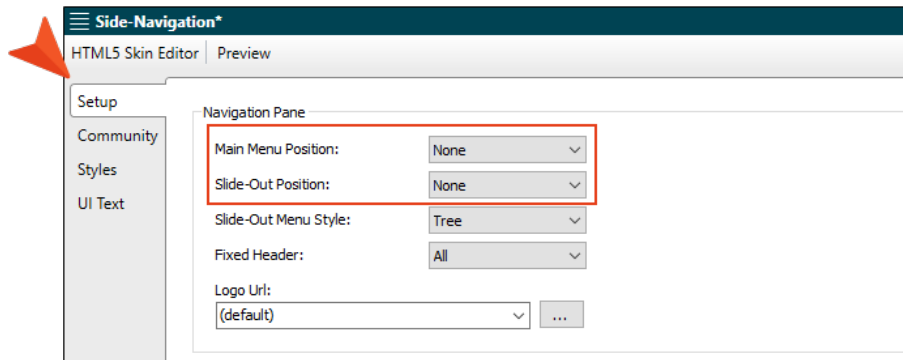 Side-Navigation*
HTML5 Skin Editor Preview
Setup
Community
Styles
UI Text
Navigation Pane
Main Menu Position: None
Slide-Out Position: None
Slide-Out Menu Style: Tree
Fixed Header: All
Logo Url:
(default) ...